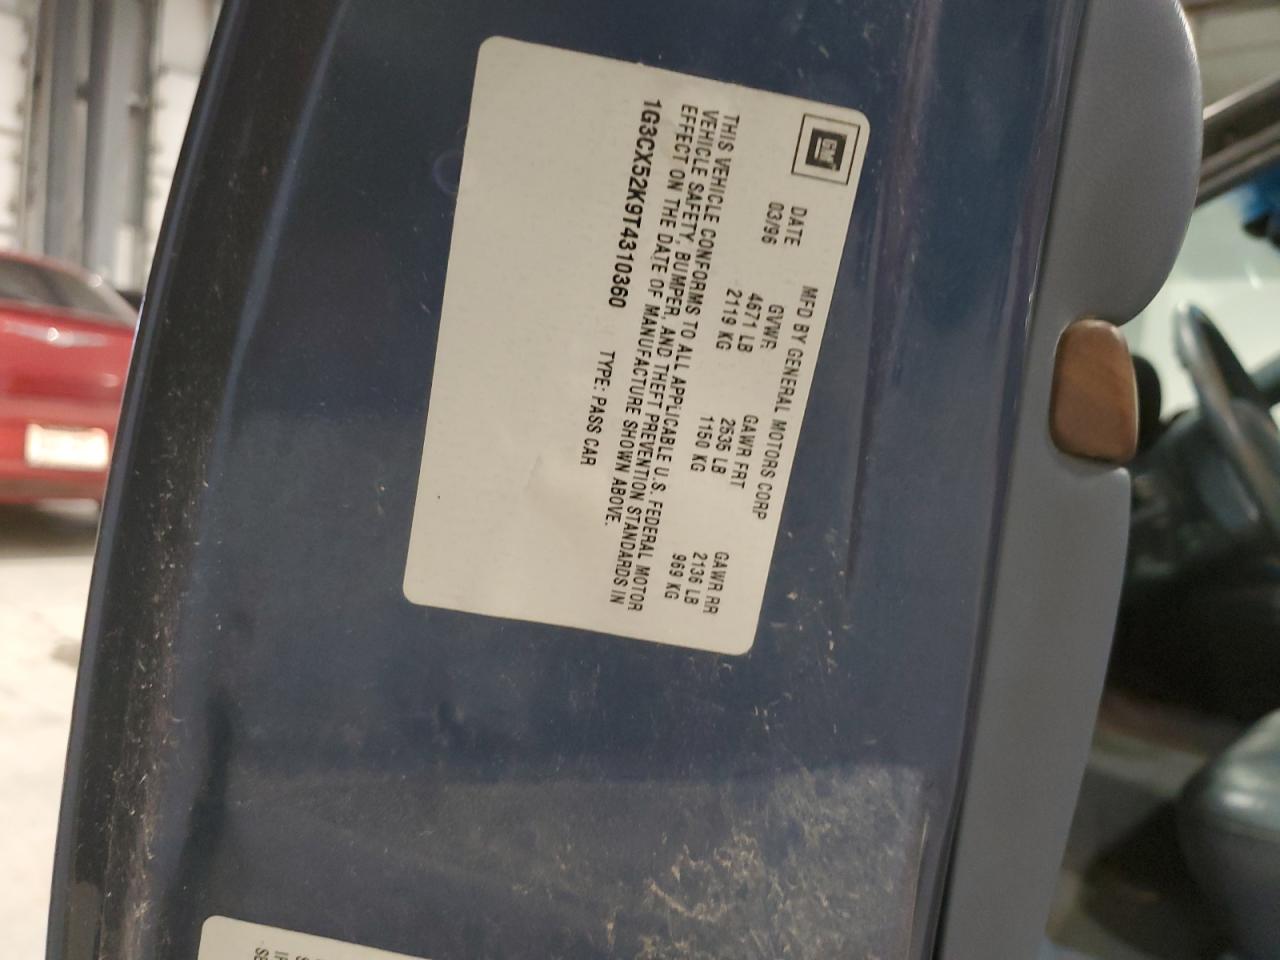 GM
MFD BY GENERAL MOTORS CORP
DATE GVWR GAWR FRT GAWR RR
03/96 4671 LB 2535 LB 2136 LB
2119 KG 1150 KG 969 KG
THIS VEHICLE CONFORMS TO ALL APPLICABLE U.S. FEDERAL MOTOR
VEHICLE SAFETY, BUMPER, AND THEFT PREVENTION STANDARDS IN
EFFECT ON THE DATE OF MANUFACTURE SHOWN ABOVE.
1G3CX52K9T4310360 TYPE: PASS CAR